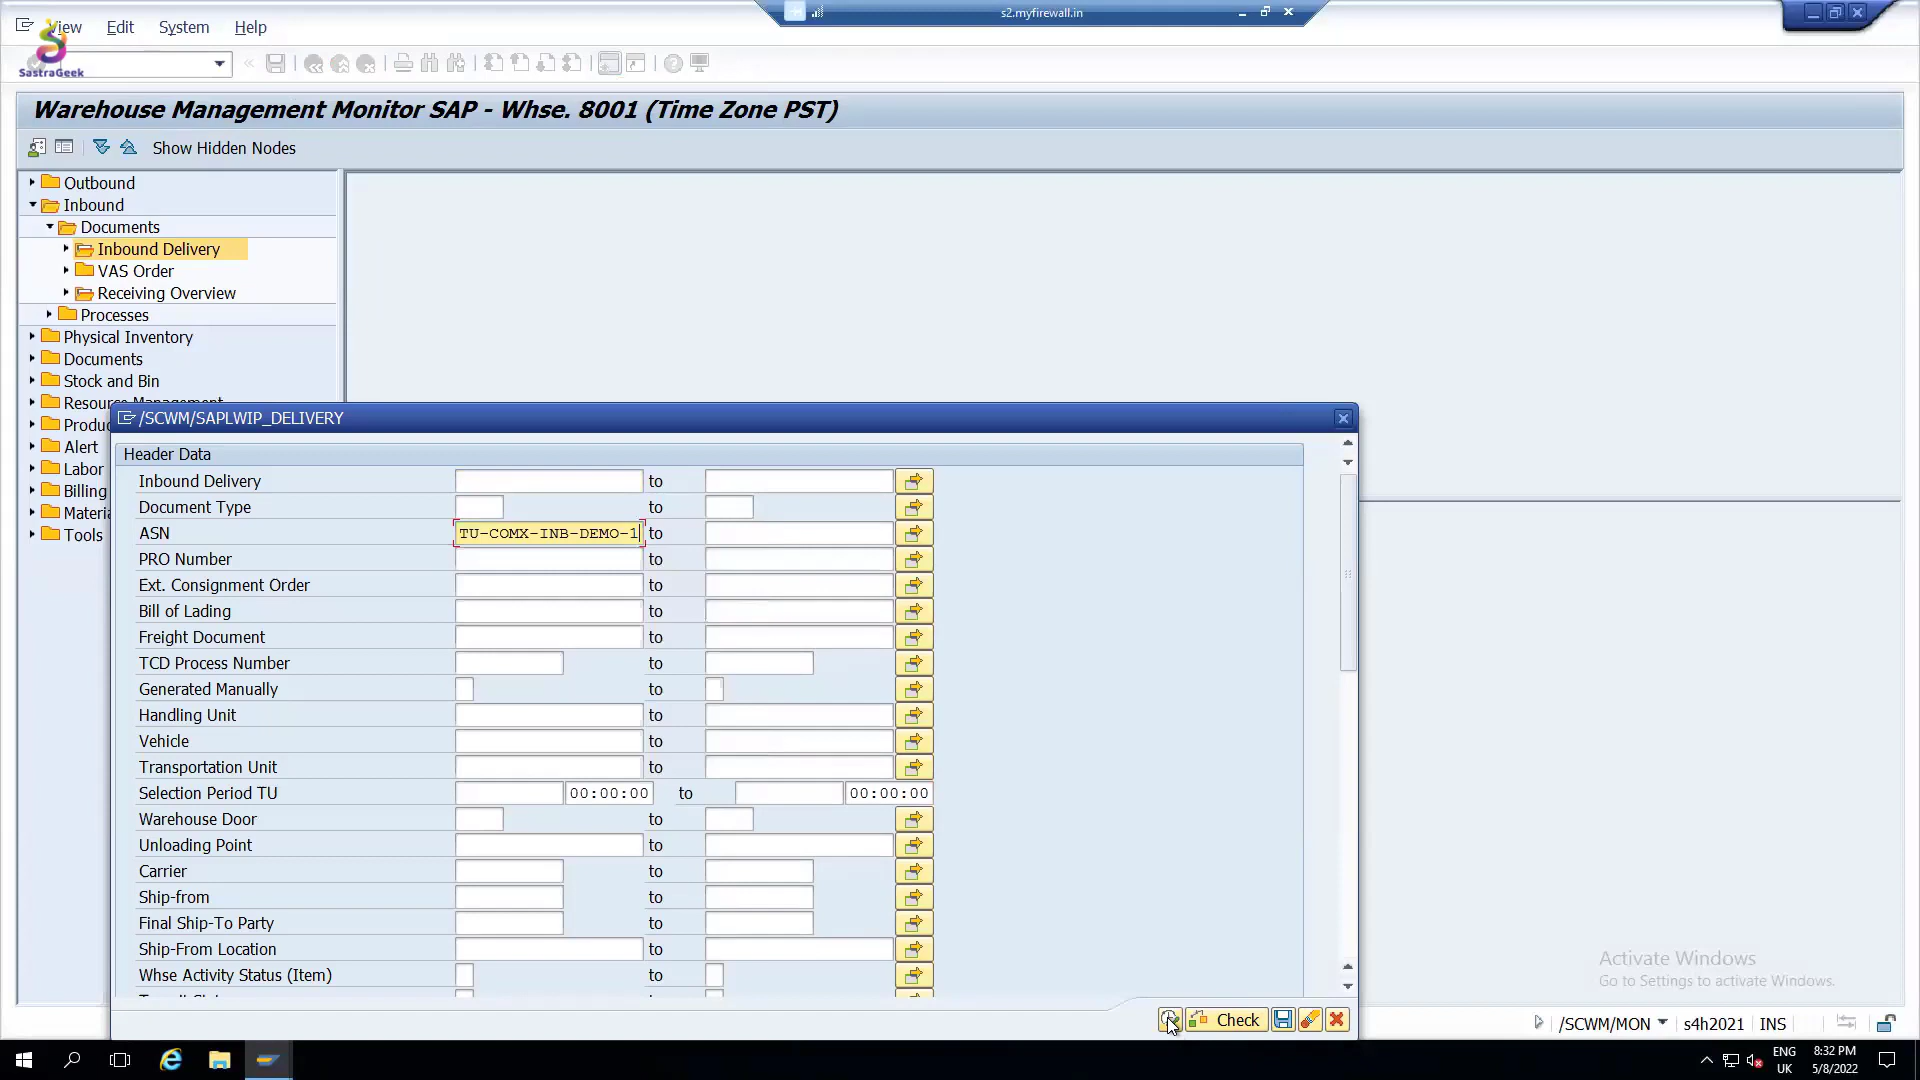 s2.myfirewall.in
View Edit System Help
SastraGeek
Warehouse Management Monitor SAP - Whse. 8001 (Time Zone PST)
Show Hidden Nodes
Outbound
Inbound
Documents
Inbound Delivery
VAS Order
Receiving Overview
Processes
Physical Inventory
Documents
Stock and Bin
Resource Management
Produ
Alert
Labor
Billing
Materi
Tools
/SCWM/SAPLWIP_DELIVERY
Header Data
Inbound Delivery to
Document Type to
ASN TU-COMX-INB-DEMO-1 to
PRO Number to
Ext. Consignment Order to
Bill of Lading to
Freight Document to
TCD Process Number to
Generated Manually to
Handling Unit to
Vehicle to
Transportation Unit to
Selection Period TU 00:00:00 to 00:00:00
Warehouse Door to
Unloading Point to
Carrier to
Ship-from to
Final Ship-To Party to
Ship-From Location to
Whse Activity Status (Item) to
Check
Activate Windows
Go to Settings to activate Windows.
/SCWM/MON s4h2021 INS
ENG 8:32 PM
UK 5/8/2022